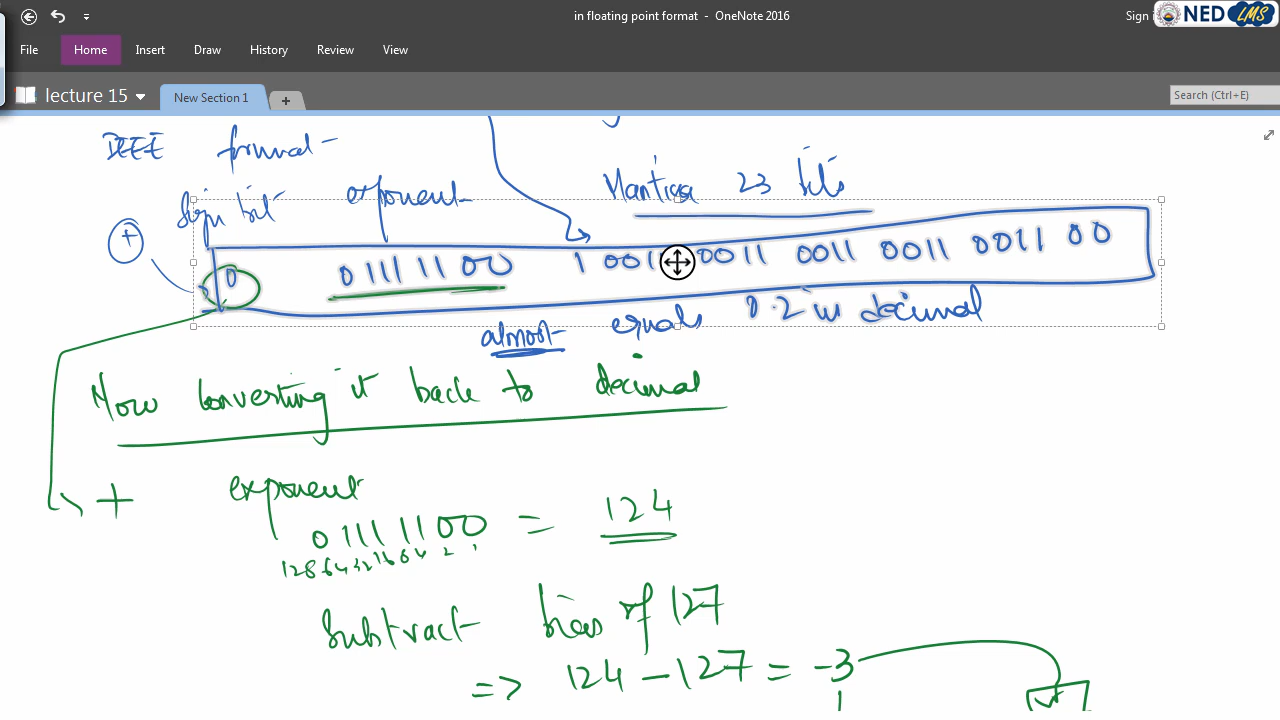 in floating point format - OneNote 2016
Sign
NED LMS
File Home Insert Draw History Review View
lecture 15
New Section 1
Search (Ctrl+E)
IEEE format
Sign bit exponent Mantissa 23 bits
+
0 01111100 1 0011 0011 0011 0011 0011 00
almost equals 0.2 in decimal
Now converting it back to decimal
+ exponent
01111100 = 124
128 64 32 16 8 4 2 1
Subtract bias of 127
=> 124 - 127 = -3